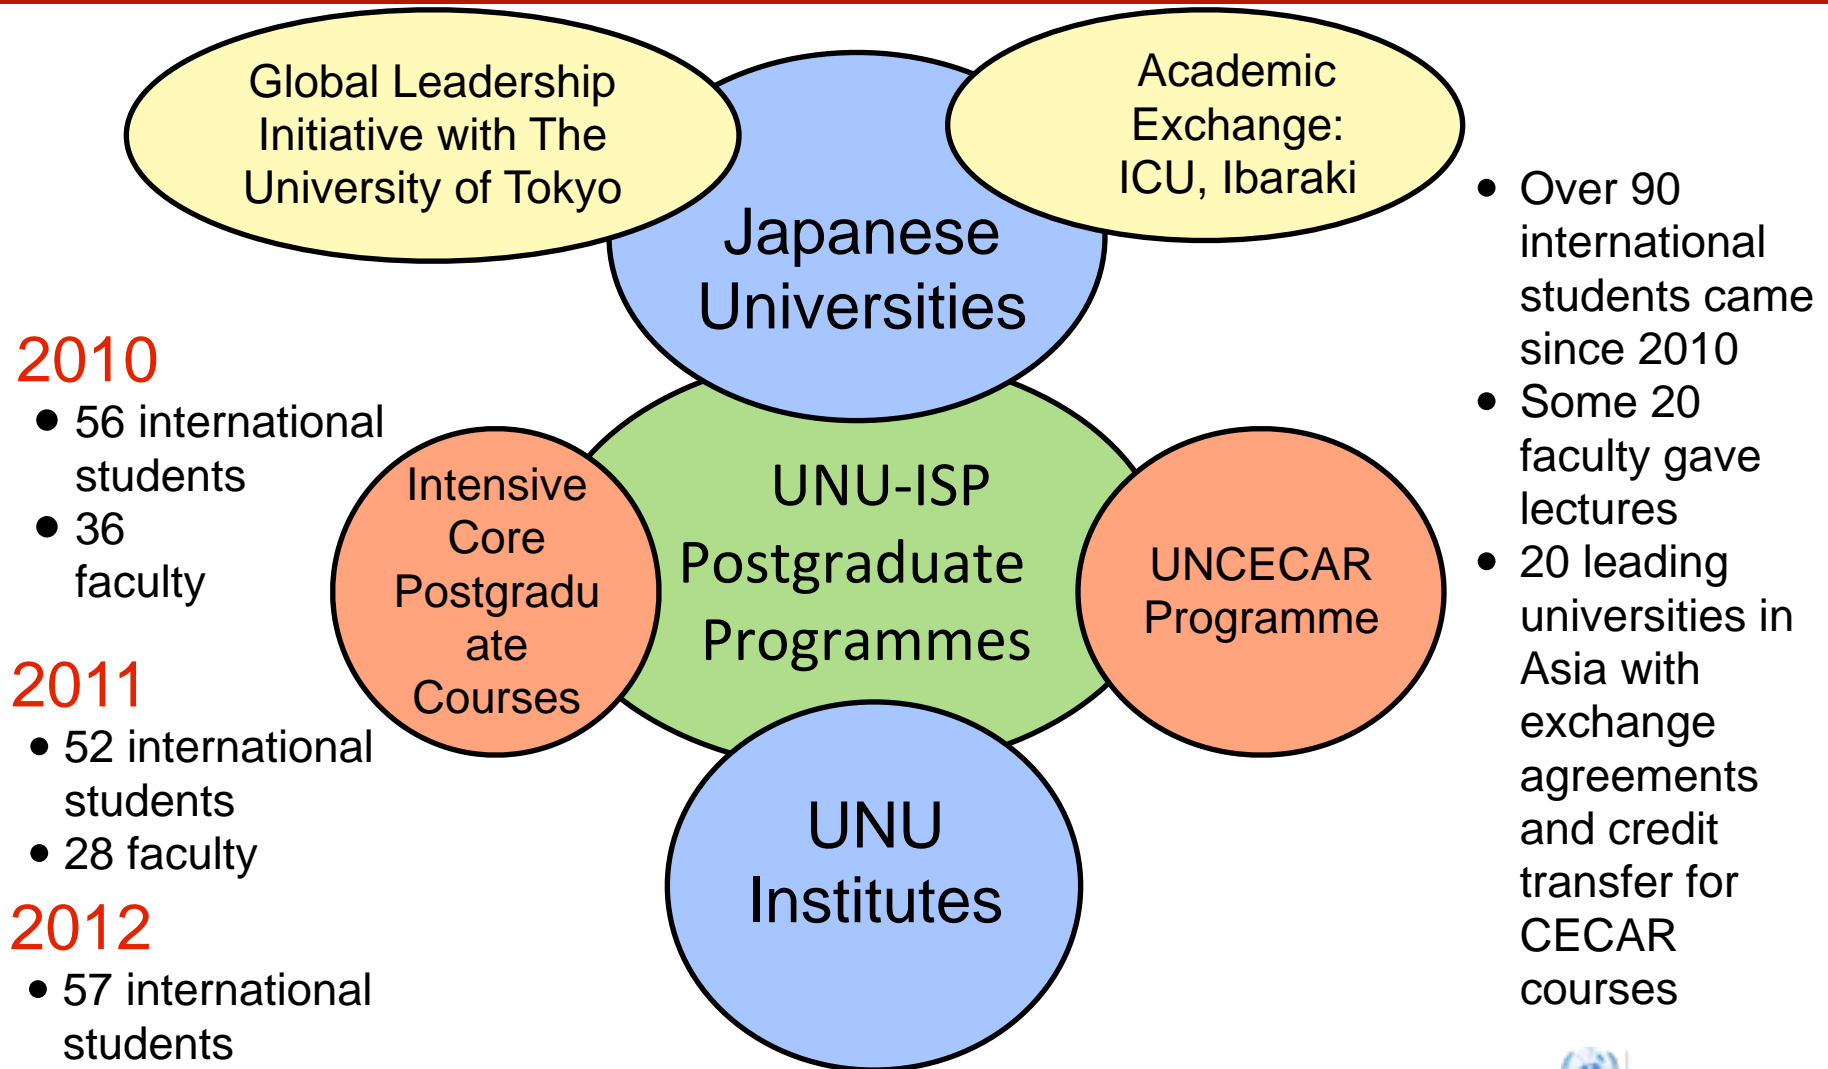 Global Leadership
Initiative with The
University of Tokyo
Academic
Exchange:
ICU, Ibaraki
Japanese
Universities
2010
• 56 international
students
• 36
faculty
2011
• 52 international
students
• 28 faculty
2012
• 57 international
students
Intensive
Core
Postgradu
ate
Courses
UNU-ISP
Postgraduate
Programmes
UNCECAR
Programme
UNU
Institutes
• Over 90
international
students came
since 2010
• Some 20
faculty gave
lectures
• 20 leading
universities in
Asia with
exchange
agreements
and credit
transfer for
CECAR
courses